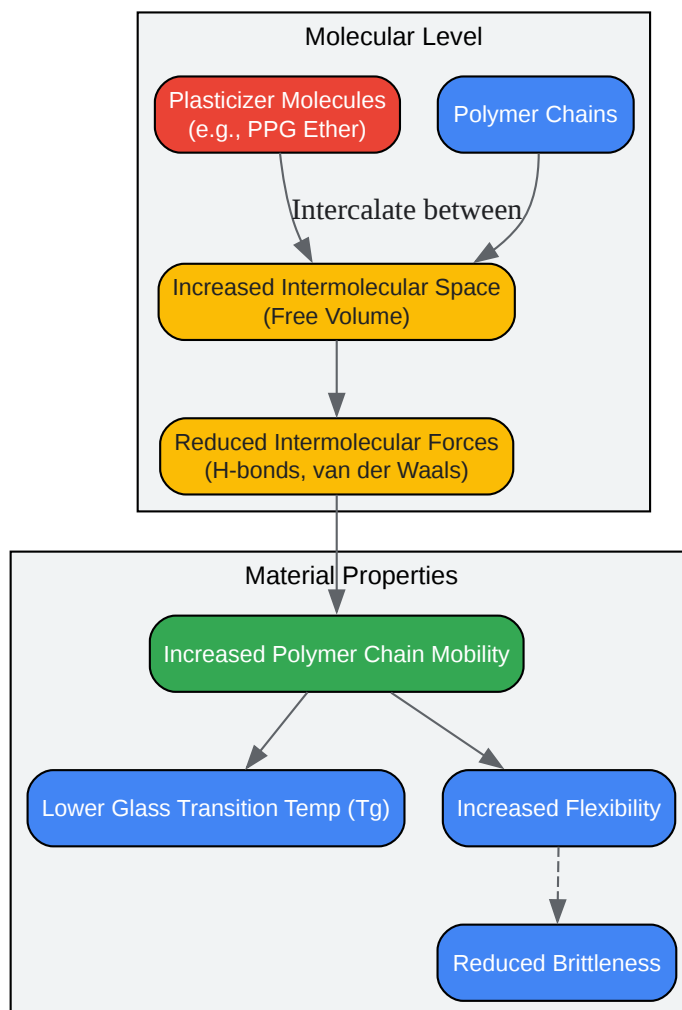 Molecular Level
Plasticizer Molecules
(e.g., PPG Ether)
Polymer Chains
Intercalate between
Increased Intermolecular Space
(Free Volume)
Reduced Intermolecular Forces
(H-bonds, van der Waals)
Material Properties
Increased Polymer Chain Mobility
Lower Glass Transition Temp (Tg)
Increased Flexibility
Reduced Brittleness